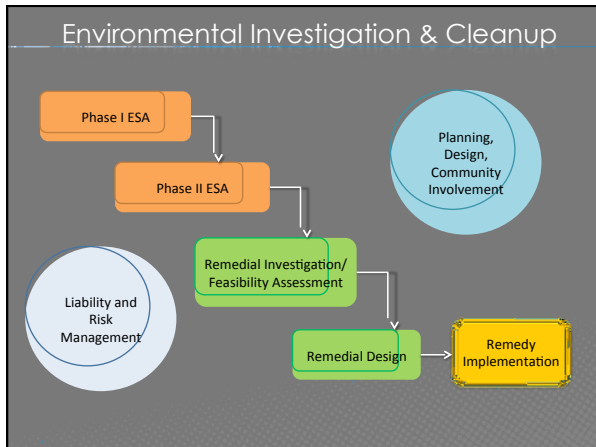 Environmental Investigation & Cleanup
Phase I ESA
Planning,
Design,
Community
Involvement
Phase II ESA
Remedial Investigation/
Feasibility Assessment
Liability and
Risk
Management
Remedial Design
Remedy
Implementation